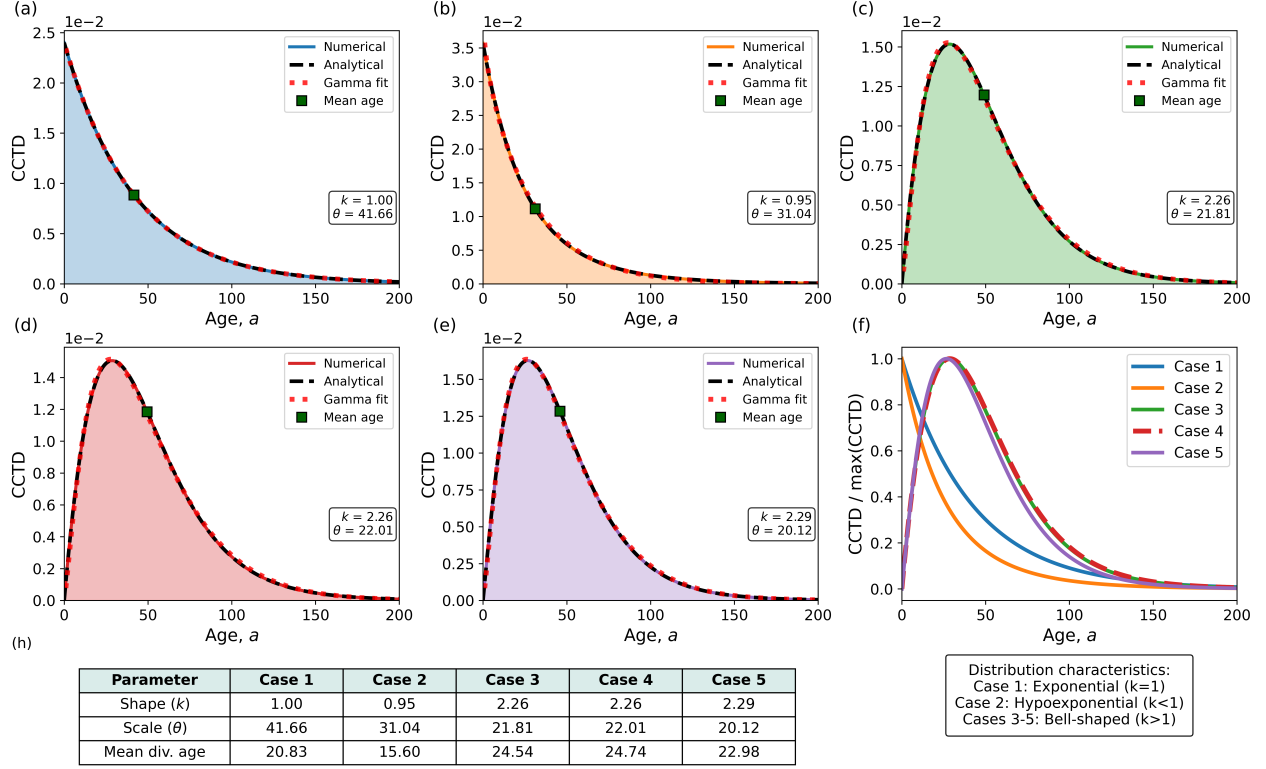 (a)
1e−2
2.5
2.0
1.5
1.0
0.5
0.0
CCTD
0 50 100 150 200
Age, a
Numerical
Analytical
Gamma fit
Mean age
k = 1.00
θ = 41.66
(b)
1e−2
3.5
3.0
2.5
2.0
1.5
1.0
0.5
0.0
CCTD
0 50 100 150 200
Age, a
Numerical
Analytical
Gamma fit
Mean age
k = 0.95
θ = 31.04
(c)
1e−2
1.50
1.25
1.00
0.75
0.50
0.25
0.00
CCTD
0 50 100 150 200
Age, a
Numerical
Analytical
Gamma fit
Mean age
k = 2.26
θ = 21.81
(d)
1e−2
1.4
1.2
1.0
0.8
0.6
0.4
0.2
0.0
CCTD
0 50 100 150 200
Age, a
Numerical
Analytical
Gamma fit
Mean age
k = 2.26
θ = 22.01
(e)
1e−2
1.50
1.25
1.00
0.75
0.50
0.25
0.00
CCTD
0 50 100 150 200
Age, a
Numerical
Analytical
Gamma fit
Mean age
k = 2.29
θ = 20.12
(f)
1.0
0.8
0.6
0.4
0.2
0.0
CCTD / max(CCTD)
0 50 100 150 200
Age, a
Case 1
Case 2
Case 3
Case 4
Case 5
(h)
Parameter Case 1 Case 2 Case 3 Case 4 Case 5
Shape (k) 1.00 0.95 2.26 2.26 2.29
Scale (θ) 41.66 31.04 21.81 22.01 20.12
Mean div. age 20.83 15.60 24.54 24.74 22.98
Distribution characteristics:
Case 1: Exponential (k=1)
Case 2: Hypoexponential (k<1)
Cases 3-5: Bell-shaped (k>1)